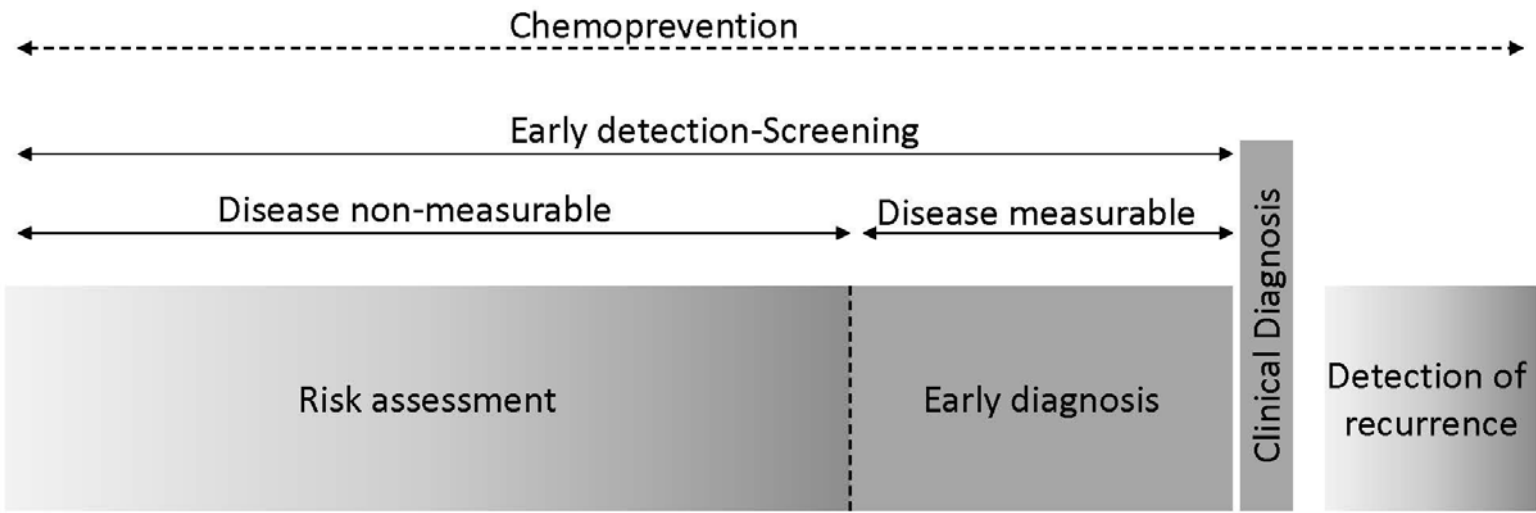 Chemoprevention
Early detection-Screening
Disease non-measurable
Disease measurable
Risk assessment
Early diagnosis
Clinical Diagnosis
Detection of
recurrence